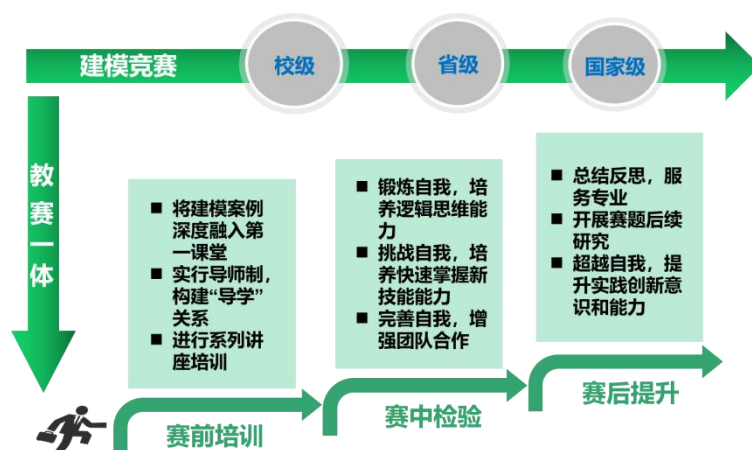 建模竞赛
校级
省级
国家级
教赛一体
■ 将建模案例
深度融入第
一课堂
■ 实行导师制，
构建“导学”
关系
■ 进行系列讲
座培训
■ 锻炼自我，培
养逻辑思维能
力
■ 挑战自我，培
养快速掌握新
技能能力
■ 完善自我，增
强团队合作
■ 总结反思，服
务专业
■ 开展赛题后续
研究
■ 超越自我，提
升实践创新意
识和能力
赛前培训
赛中检验
赛后提升